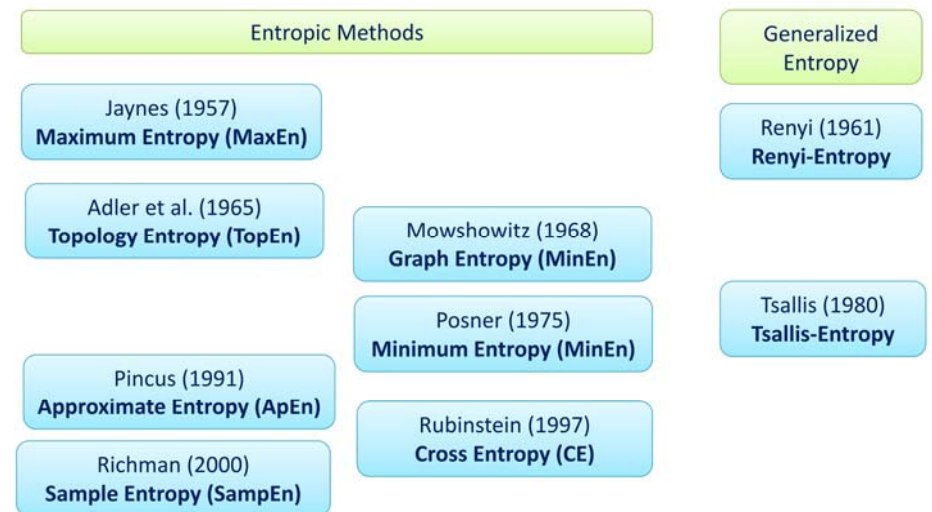 Entropic Methods
Generalized
Entropy
Jaynes (1957)
Maximum Entropy (MaxEn)
Renyi (1961)
Renyi-Entropy
Adler et al. (1965)
Topology Entropy (TopEn)
Mowshowitz (1968)
Graph Entropy (MinEn)
Posner (1975)
Minimum Entropy (MinEn)
Tsallis (1980)
Tsallis-Entropy
Pincus (1991)
Approximate Entropy (ApEn)
Rubinstein (1997)
Cross Entropy (CE)
Richman (2000)
Sample Entropy (SampEn)